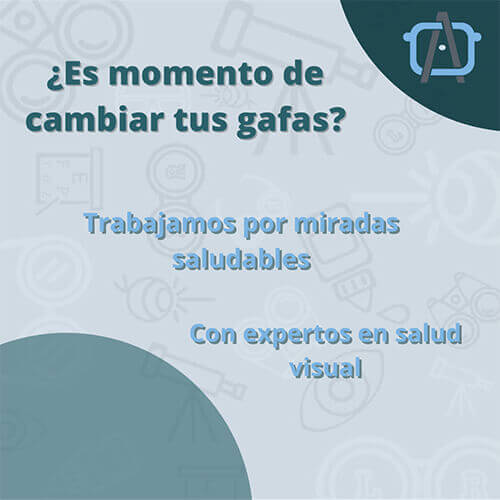 ¿Es momento de
cambiar tus gafas?
Trabajamos por miradas
saludables
Con expertos en salud
visual